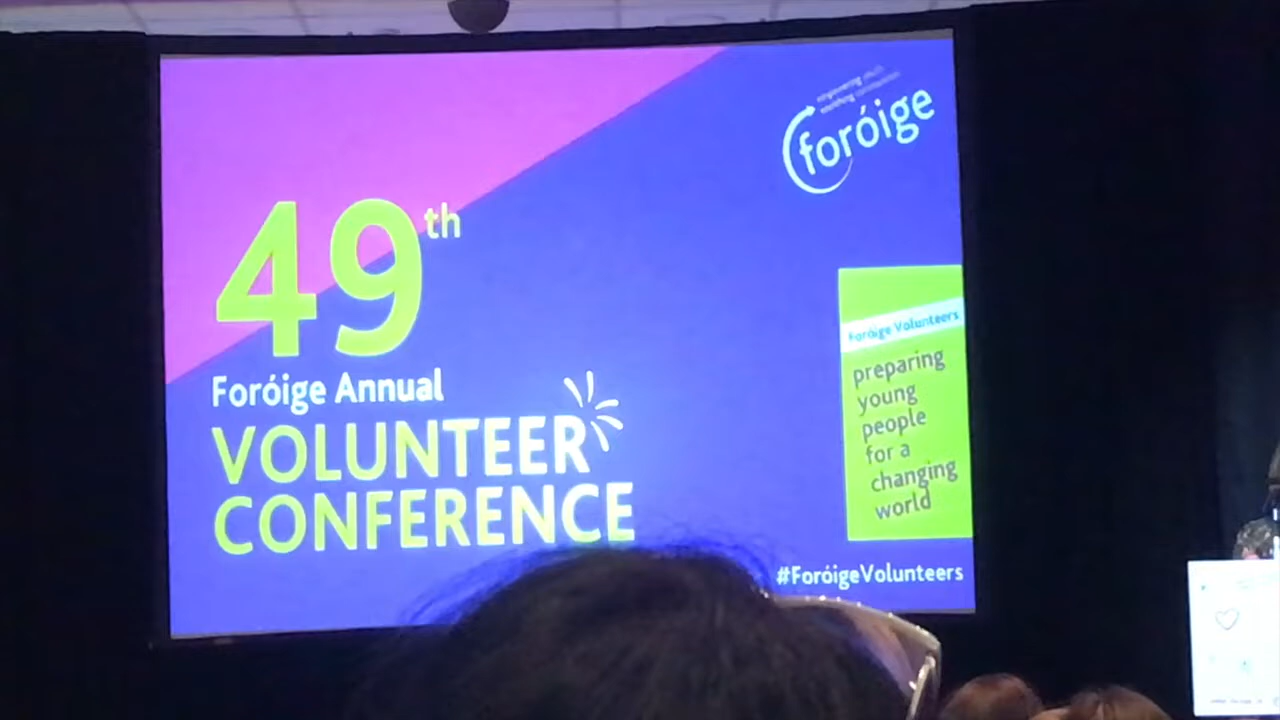 foróige
49th
Foróige Annual
VOLUNTEER
CONFERENCE
Foróige Volunteers
preparing
young
people
for a
changing
world
#ForóigeVolunteers